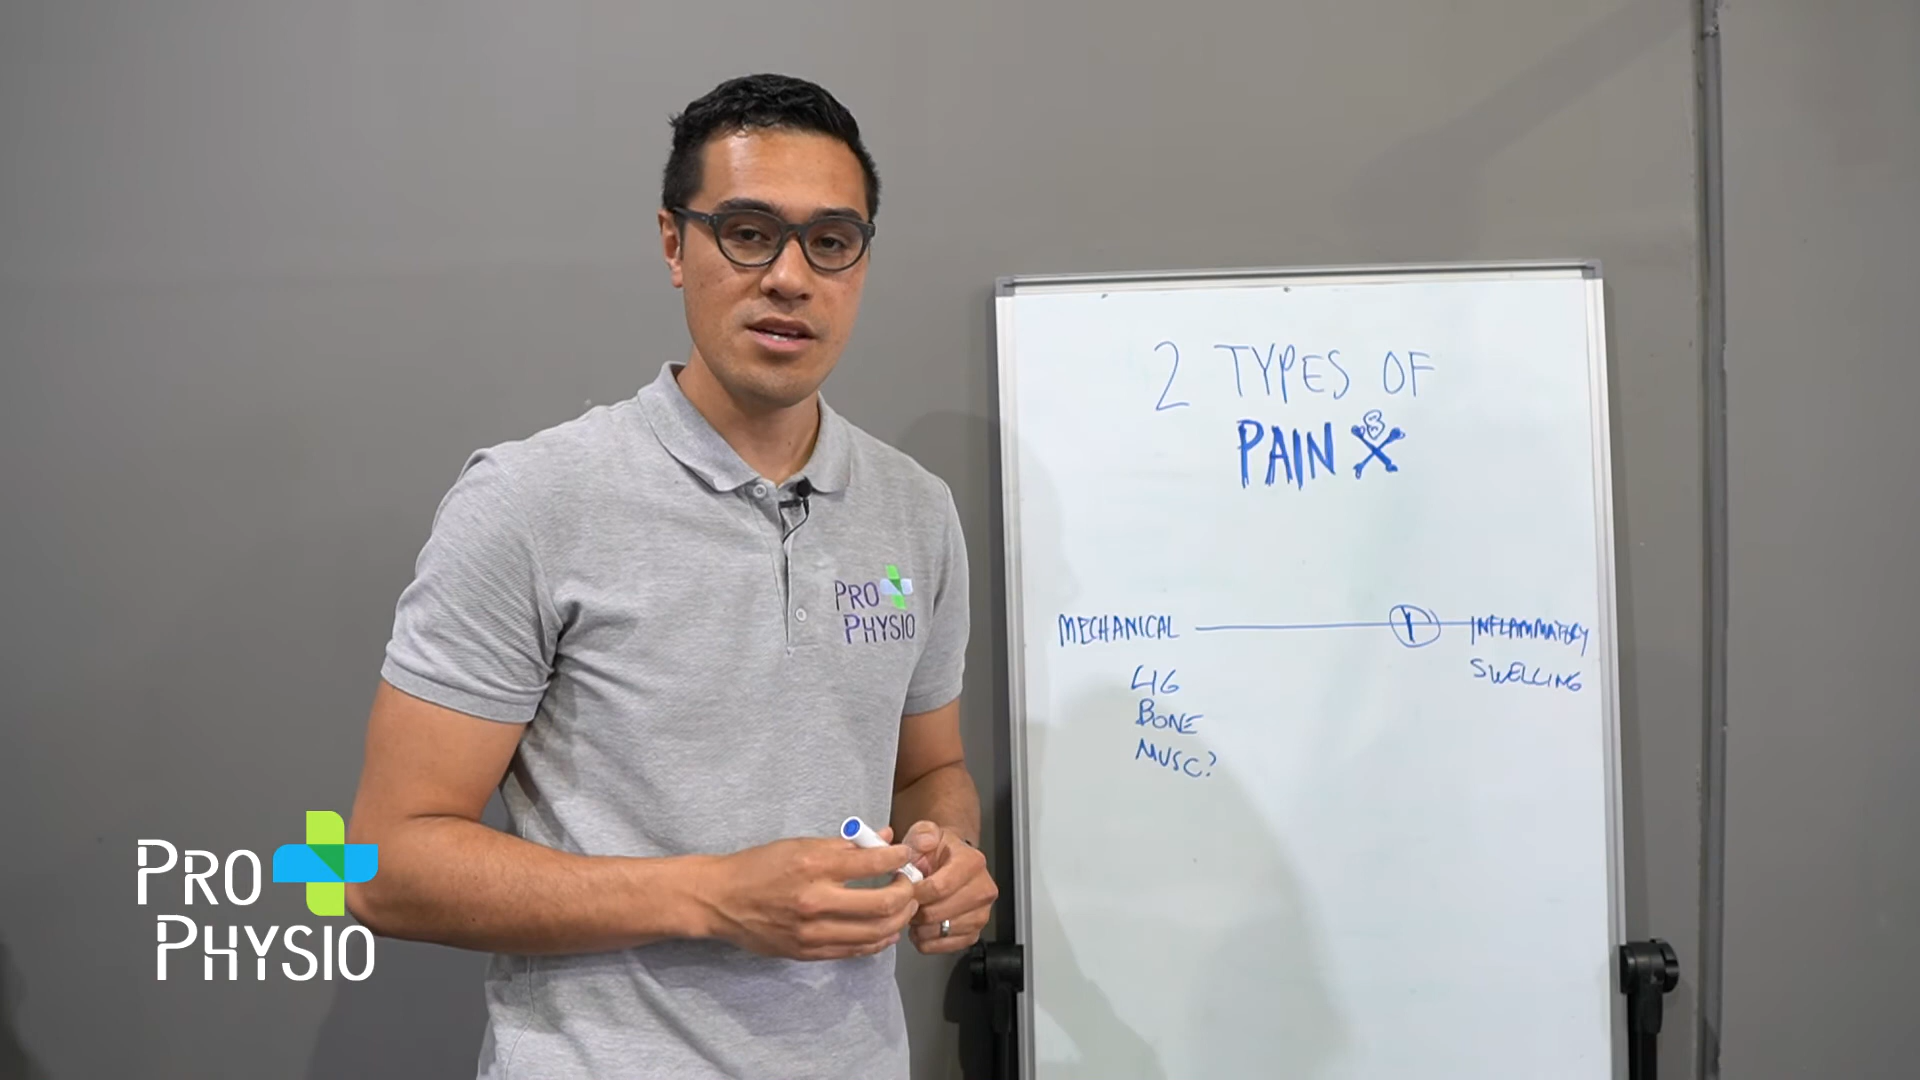 2 TYPES OF
PAIN
MECHANICAL
INFLAMMATORY
SWELLING
LIG
BONE
MUSC?
PRO
PHYSIO
PRO
PHYSIO